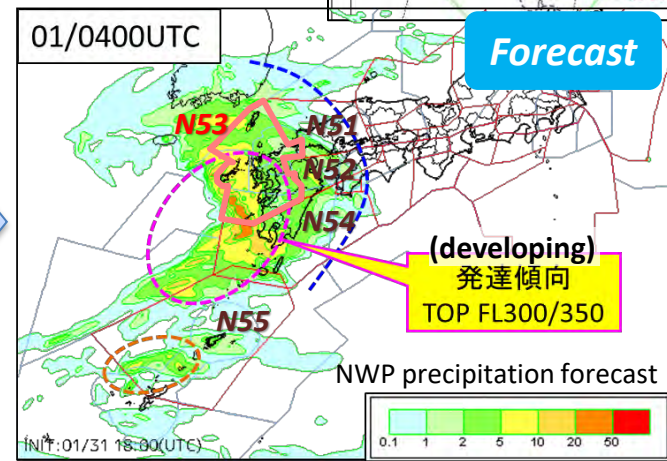 01/0400UTC
Forecast
N53
N51
N52
N54
(developing)
発達傾向
TOP FL300/350
N55
NWP precipitation forecast
0.1 1 2 5 10 20 50
INIT:01/31 18:00(UTC)